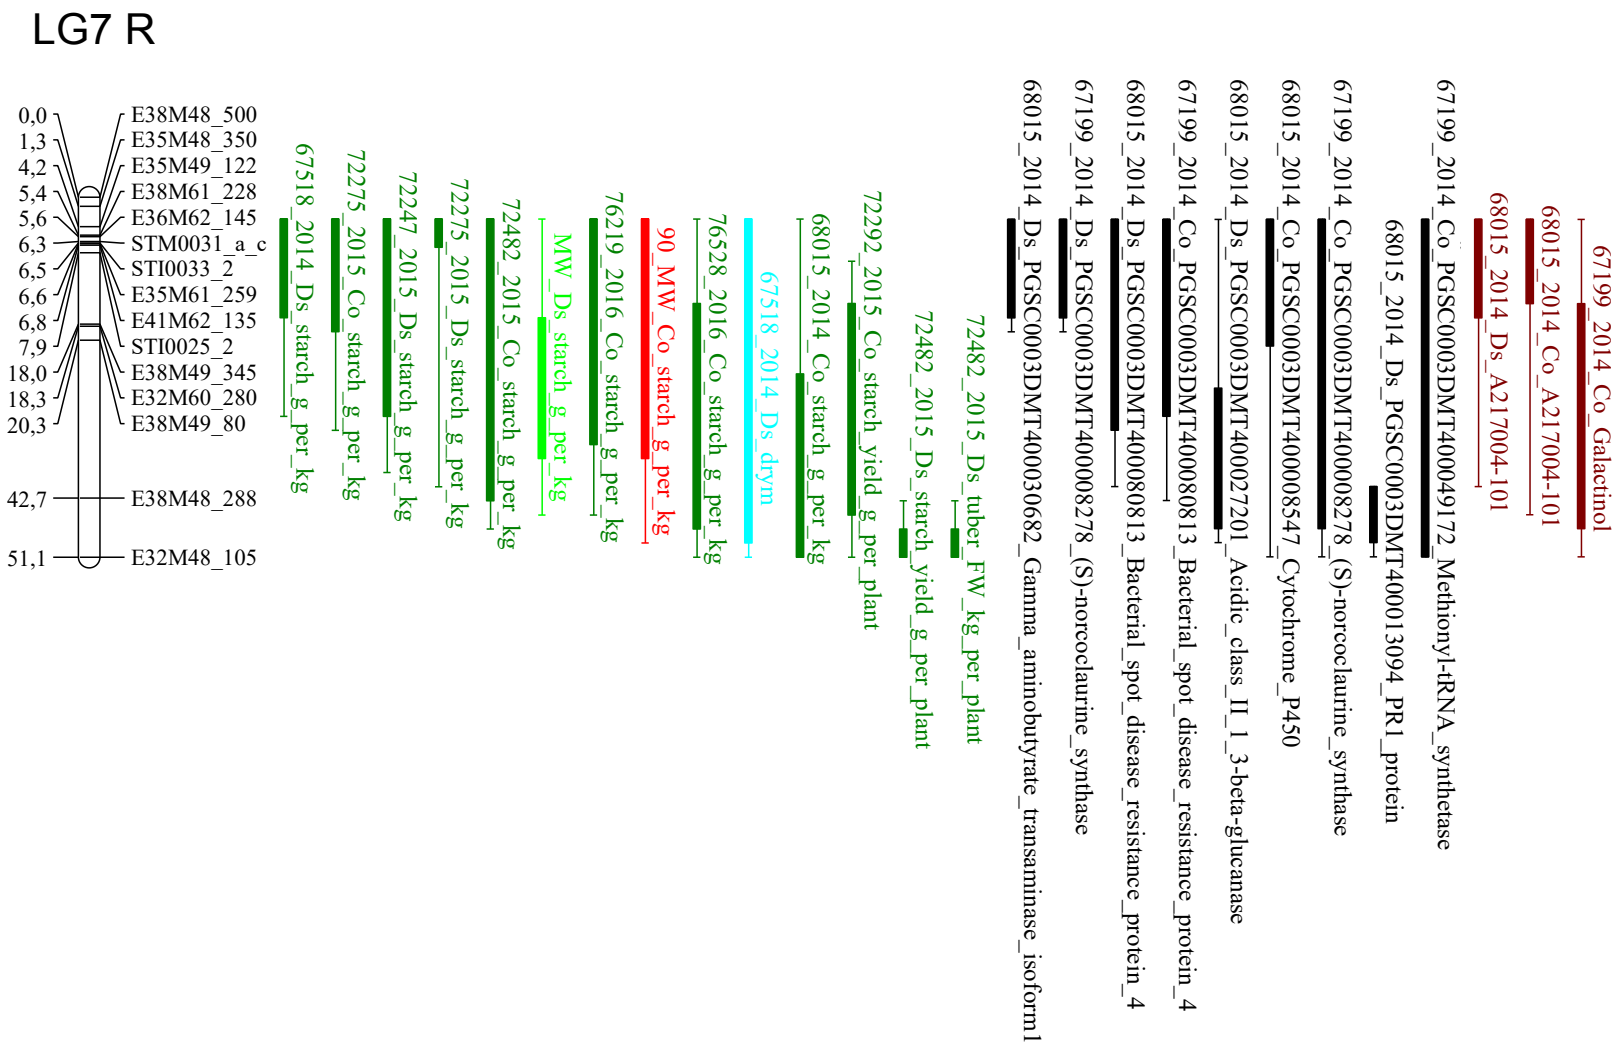 LG7 R
0,0 E38M48_500
1,3 E35M48_350
4,2 E35M49_122
5,4 E38M61_228
5,6 E36M62_145
6,3 STM0031_a_c
6,5 STI0033_2
6,6 E35M61_259
6,8 E41M62_135
7,9 STI0025_2
18,0 E38M49_345
18,3 E32M60_280
20,3 E38M49_80
42,7 E38M48_288
51,1 E32M48_105
67518_2014_Ds_starch_g_per_kg
72275_2015_Co_starch_g_per_kg
72247_2015_Ds_starch_g_per_kg
72275_2015_Ds_starch_g_per_kg
72482_2015_Co_starch_g_per_kg
MW_Ds_starch_g_per_kg
76219_2016_Co_starch_g_per_kg
90_MW_Co_starch_g_per_kg
76528_2016_Co_starch_g_per_kg
67518_2014_Ds_drym
68015_2014_Co_starch_g_per_kg
72292_2015_Co_starch_yield_g_per_plant
72482_2015_Ds_starch_yield_g_per_plant
72482_2015_Ds_tuber_FW_kg_per_plant
68015_2014_Ds_PGSC0003DMT400030682_Gamma_aminobutyrate_transaminase_isoform1
67199_2014_Ds_PGSC0003DMT400008278_(S)-norcoclaurine_synthase
68015_2014_Ds_PGSC0003DMT400080813_Bacterial_spot_disease_resistance_protein_4
67199_2014_Co_PGSC0003DMT400080813_Bacterial_spot_disease_resistance_protein_4
68015_2014_Ds_PGSC0003DMT400027201_Acidic_class_II_1_3-beta-glucanase
68015_2014_Co_PGSC0003DMT400008547_Cytochrome_P450
67199_2014_Co_PGSC0003DMT400008278_(S)-norcoclaurine_synthase
68015_2014_Ds_PGSC0003DMT400013094_PR1_protein
67199_2014_Co_PGSC0003DMT400049172_Methionyl-tRNA_synthetase
68015_2014_Ds_A217004-101
68015_2014_Co_A217004-101
67199_2014_Co_Galactinol